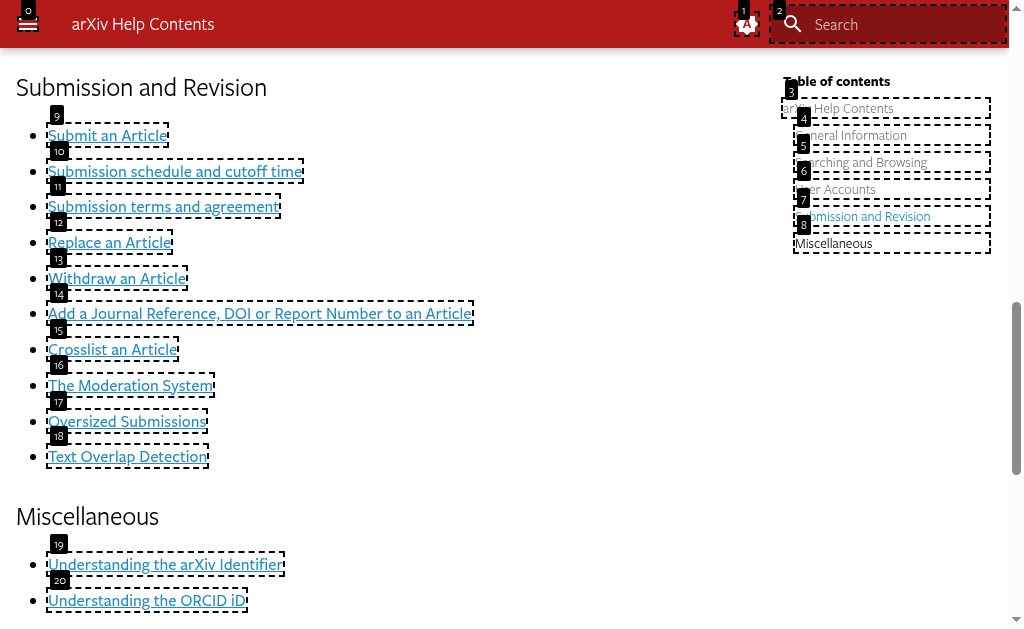 0
1
2
arXiv Help Contents
A
Search
Submission and Revision
9
Submit an Article
10
Submission schedule and cutoff time
11
Submission terms and agreement
12
Replace an Article
13
Withdraw an Article
14
Add a Journal Reference, DOI or Report Number to an Article
15
Crosslist an Article
16
The Moderation System
17
Oversized Submissions
18
Text Overlap Detection
Miscellaneous
19
Understanding the arXiv Identifier
20
Understanding the ORCID iD
Table of contents
3
arXiv Help Contents
4
General Information
5
Searching and Browsing
6
User Accounts
7
Submission and Revision
8
Miscellaneous